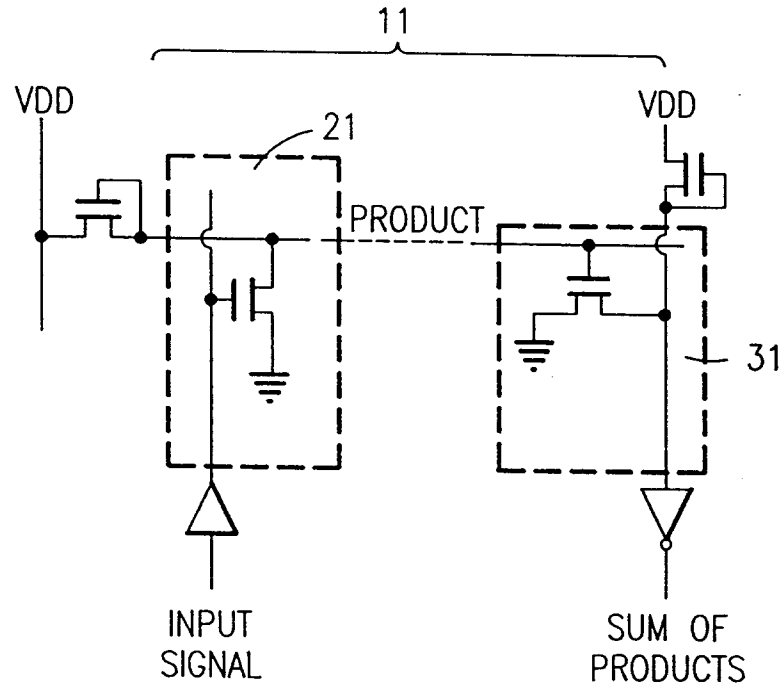 11
VDD
VDD
21
PRODUCT
31
INPUT
SIGNAL
SUM OF
PRODUCTS